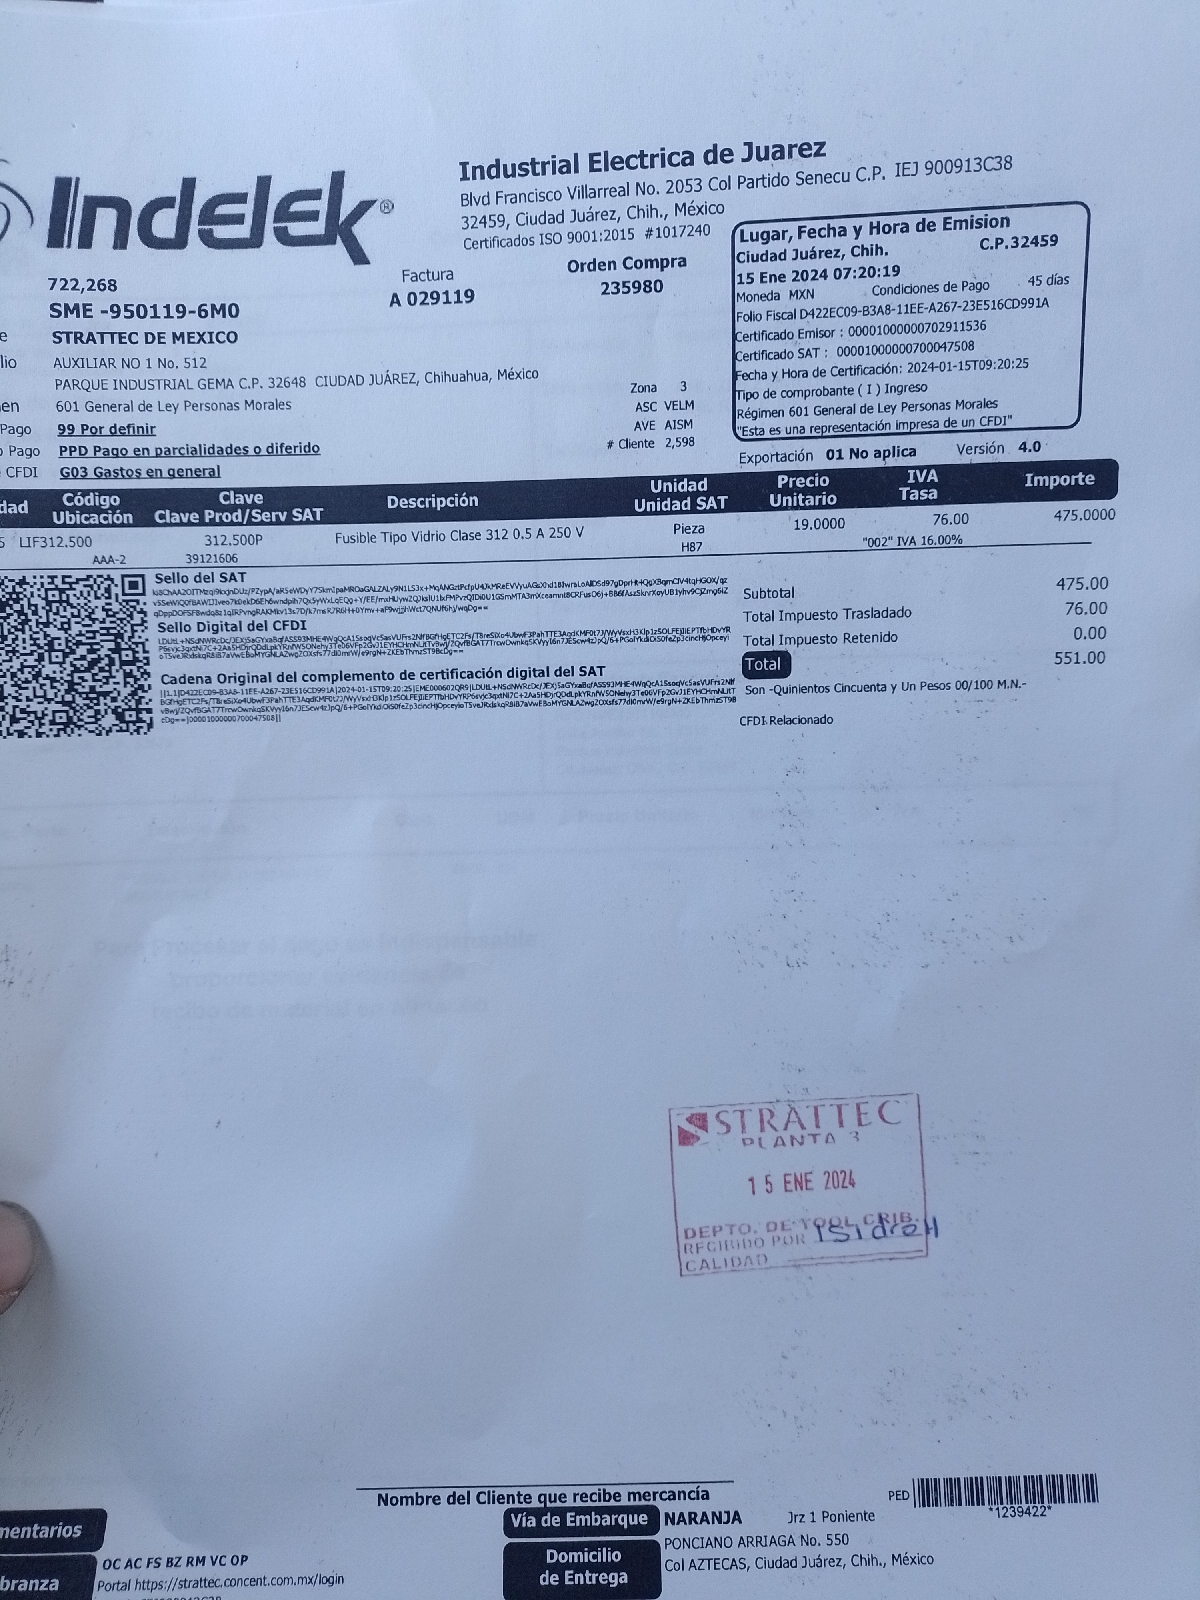 Indelek®
Industrial Electrica de Juarez
Blvd Francisco Villarreal No. 2053 Col Partido Senecu C.P. IEJ 900913C38
32459, Ciudad Juárez, Chih., México
Certificados ISO 9001:2015 #1017240
722,268
SME -950119-6M0
STRATTEC DE MEXICO
AUXILIAR NO 1 No. 512
PARQUE INDUSTRIAL GEMA C.P. 32648 CIUDAD JUÁREZ, Chihuahua, México
601 General de Ley Personas Morales
Pago 99 Por definir
Pago PPD Pago en parcialidades o diferido
CFDI G03 Gastos en general
Factura
A 029119
Orden Compra
235980
Zona 3
ASC VELM
AVE AISM
# Cliente 2,598
Lugar, Fecha y Hora de Emision
Ciudad Juárez, Chih. C.P.32459
15 Ene 2024 07:20:19
Moneda MXN Condiciones de Pago 45 días
Folio Fiscal D422EC09-B3A8-11EE-A267-23E516CD991A
Certificado Emisor : 00001000000702911536
Certificado SAT : 00001000000700047508
Fecha y Hora de Certificación: 2024-01-15T09:20:25
Tipo de comprobante ( I ) Ingreso
Régimen 601 General de Ley Personas Morales
"Esta es una representación impresa de un CFDI"
Exportación 01 No aplica Versión 4.0
dad Código Ubicación Clave Clave Prod/Serv SAT Descripción Unidad Unidad SAT Precio Unitario IVA Tasa Importe
5 LIF312.500 312.500P Fusible Tipo Vidrio Clase 312 0.5 A 250 V Pieza 19.0000 76.00 475.0000
AAA-2 39121606 H87 "002" IVA 16.00%
Sello del SAT
Sello Digital del CFDI
Cadena Original del complemento de certificación digital del SAT
Subtotal 475.00
Total Impuesto Trasladado 76.00
Total Impuesto Retenido 0.00
Total 551.00
Son -Quinientos Cincuenta y Un Pesos 00/100 M.N.-
CFDI Relacionado
STRATTEC
PLANTA 3
15 ENE 2024
DEPTO. DE TOOL CRIB.
RECIBIDO POR Isidro H
CALIDAD
Nombre del Cliente que recibe mercancía
PED
*1239422*
Vía de Embarque NARANJA Jrz 1 Poniente
Domicilio de Entrega
PONCIANO ARRIAGA No. 550
Col AZTECAS, Ciudad Juárez, Chih., México
mentarios
OC AC FS BZ RM VC OP
branza
Portal https://strattec.concent.com.mx/login